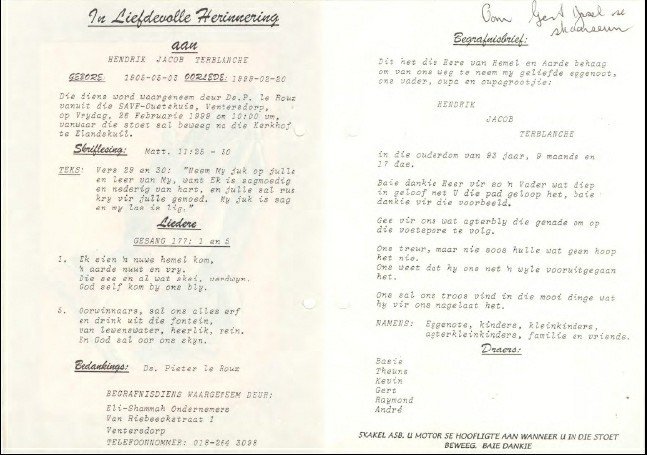 In Liefdevolle Herinnering
aan
HENDRIK JACOB TERBLANCHE
GEBORE: 1905-05-03 OORLEDE: 1999-02-20
Die diens word waargeneem deur Ds.P. le Roux
vanuit die SAVF-Ouetehuis, Ventersdorp,
op Vrydag, 26 Februarie 1999 om 10:00 vm,
vanwaar die stoet sal beweeg na die Kerkhof
te Elandskuil.
Skriflesing: Matt. 11:25 - 30
TEKS: Vers 29 en 30: "Neem My juk op julle
en leer van My, want Ek is sagmoedig
en nederig van hart, en julle sal rus
kry vir julle gemoed. My juk is sag
en my las is lig."
Liedere
GESANG 177: 1 en 5
1. Ek sien 'n nuwe hemel kom,
'n aarde nuut en vry.
Die see en al wat skei, verdwyn.
God self kom by ons bly.
5. Oorwinnaars, sal ons alles erf
en drink uit die fontein,
van lewenswater, heerlik, rein.
En God sal oor ons skyn.
Bedankings: Ds. Pieter le Roux
BEGRAFNISDIENS WAARGENEEM DEUR:
Eli-Shammah Ondernemers
Van Riebeeckstraat 1
Ventersdorp
TELEFOONNOMMER: 018-264 3098
Oom Gert Josel se
skoonseun
Begrafnisbrief:
Dit het die Here van Hemel en Aarde behaag
om van ons weg te neem my geliefde eggenoot,
ons vader, oupa en oupagrootjie:
HENDRIK
JACOB
TERBLANCHE
in die ouderdom van 93 jaar, 9 maande en
17 dae.
Baie dankie Heer vir so 'n Vader wat diep
in geloof met U die pad geloop het, baie
dankie vir die voorbeeld.
Gee vir ons wat agterbly die genade om op
die voetspore te volg.
Ons treur, maar nie soos hulle wat geen hoop
het nie.
Ons weet dat hy ons net 'n wyle vooruitgegaan
het.
Ons sal ons troos vind in die mooi dinge wat
hy vir ons nagelaat het.
NAMENS: Eggenote, kinders, kleinkinders,
agterkleinkinders, familie en vriende.
Draers:
Basie
Theuns
Kevin
Gert
Raymond
André
SKAKEL ASB. U MOTOR SE HOOFLIGTE AAN WANNEER U IN DIE STOET
BEWEEG. BAIE DANKIE